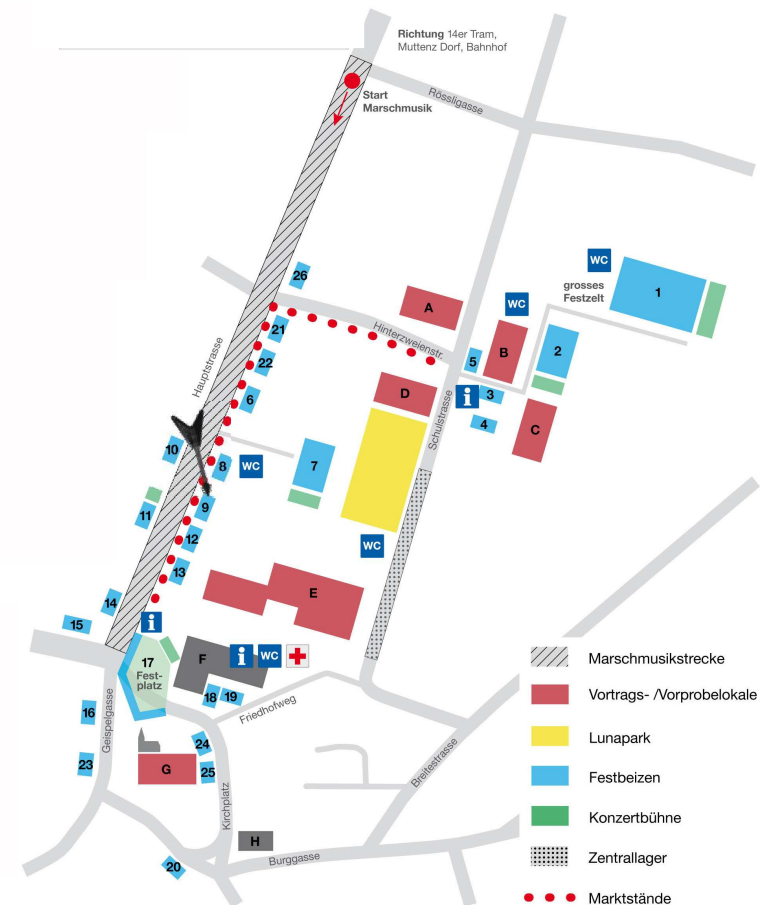 Richtung 14er Tram,
Muttenz Dorf, Bahnhof
Start
Marschmusik
Rössligasse
WC
grosses
Festzelt
1
26
A
WC
21
Hinterzweienstr.
B
2
5
22
Hauptstrasse
D
i
3
6
Schulstrasse
4
C
10
8
WC
7
9
11
12
WC
13
E
14
15
i
17
Fest-
platz
F
i
WC
18
19
Friedhofweg
16
Geispelgasse
24
23
G
25
Kirchplatz
Breitestrasse
H
20
Burggasse
Marschmusikstrecke
Vortrags- /Vorprobelokale
Lunapark
Festbeizen
Konzertbühne
Zentrallager
Marktstände